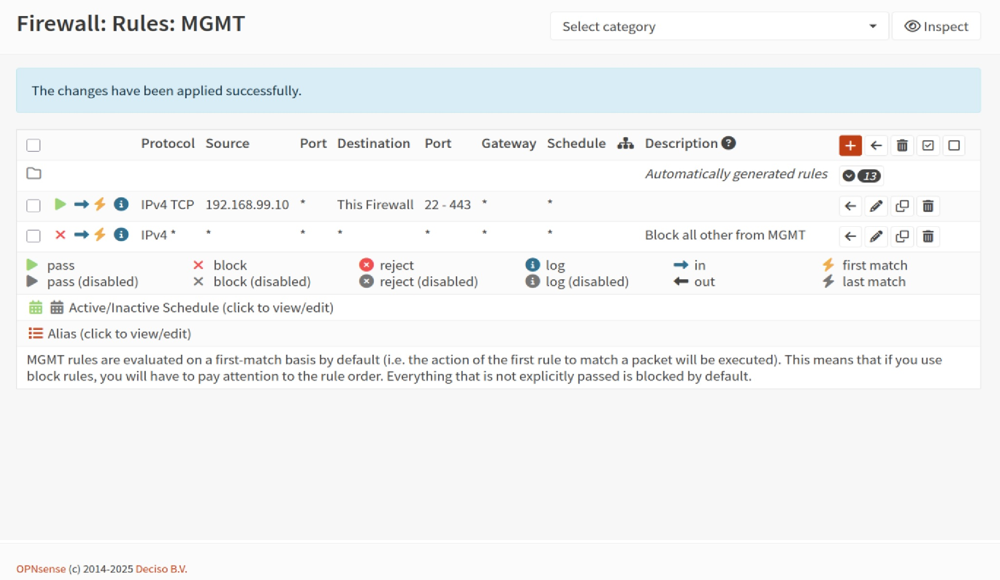 Firewall: Rules: MGMT
Select category
Inspect
The changes have been applied successfully.
Protocol Source Port Destination Port Gateway Schedule Description
Automatically generated rules 13
IPv4 TCP 192.168.99.10 * This Firewall 22 - 443 * *
IPv4 * * * * * * * Block all other from MGMT
pass block reject log in first match
pass (disabled) block (disabled) reject (disabled) log (disabled) out last match
Active/Inactive Schedule (click to view/edit)
Alias (click to view/edit)
MGMT rules are evaluated on a first-match basis by default (i.e. the action of the first rule to match a packet will be executed). This means that if you use
block rules, you will have to pay attention to the rule order. Everything that is not explicitly passed is blocked by default.
OPNsense (c) 2014-2025 Deciso B.V.